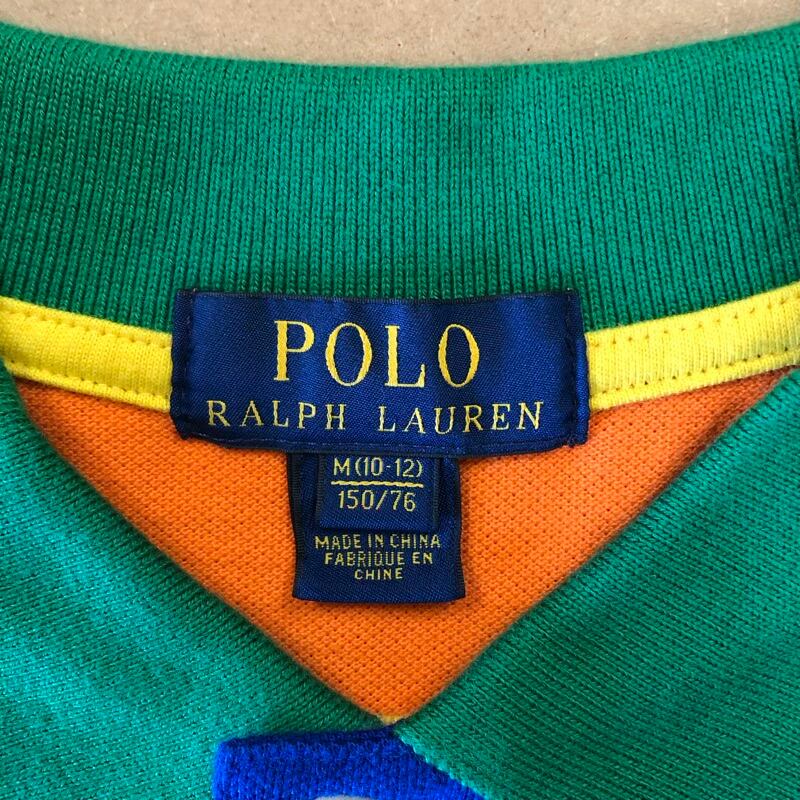 POLO
RALPH LAUREN
M (10-12)
150/76
MADE IN CHINA
FABRIQUE EN
CHINE